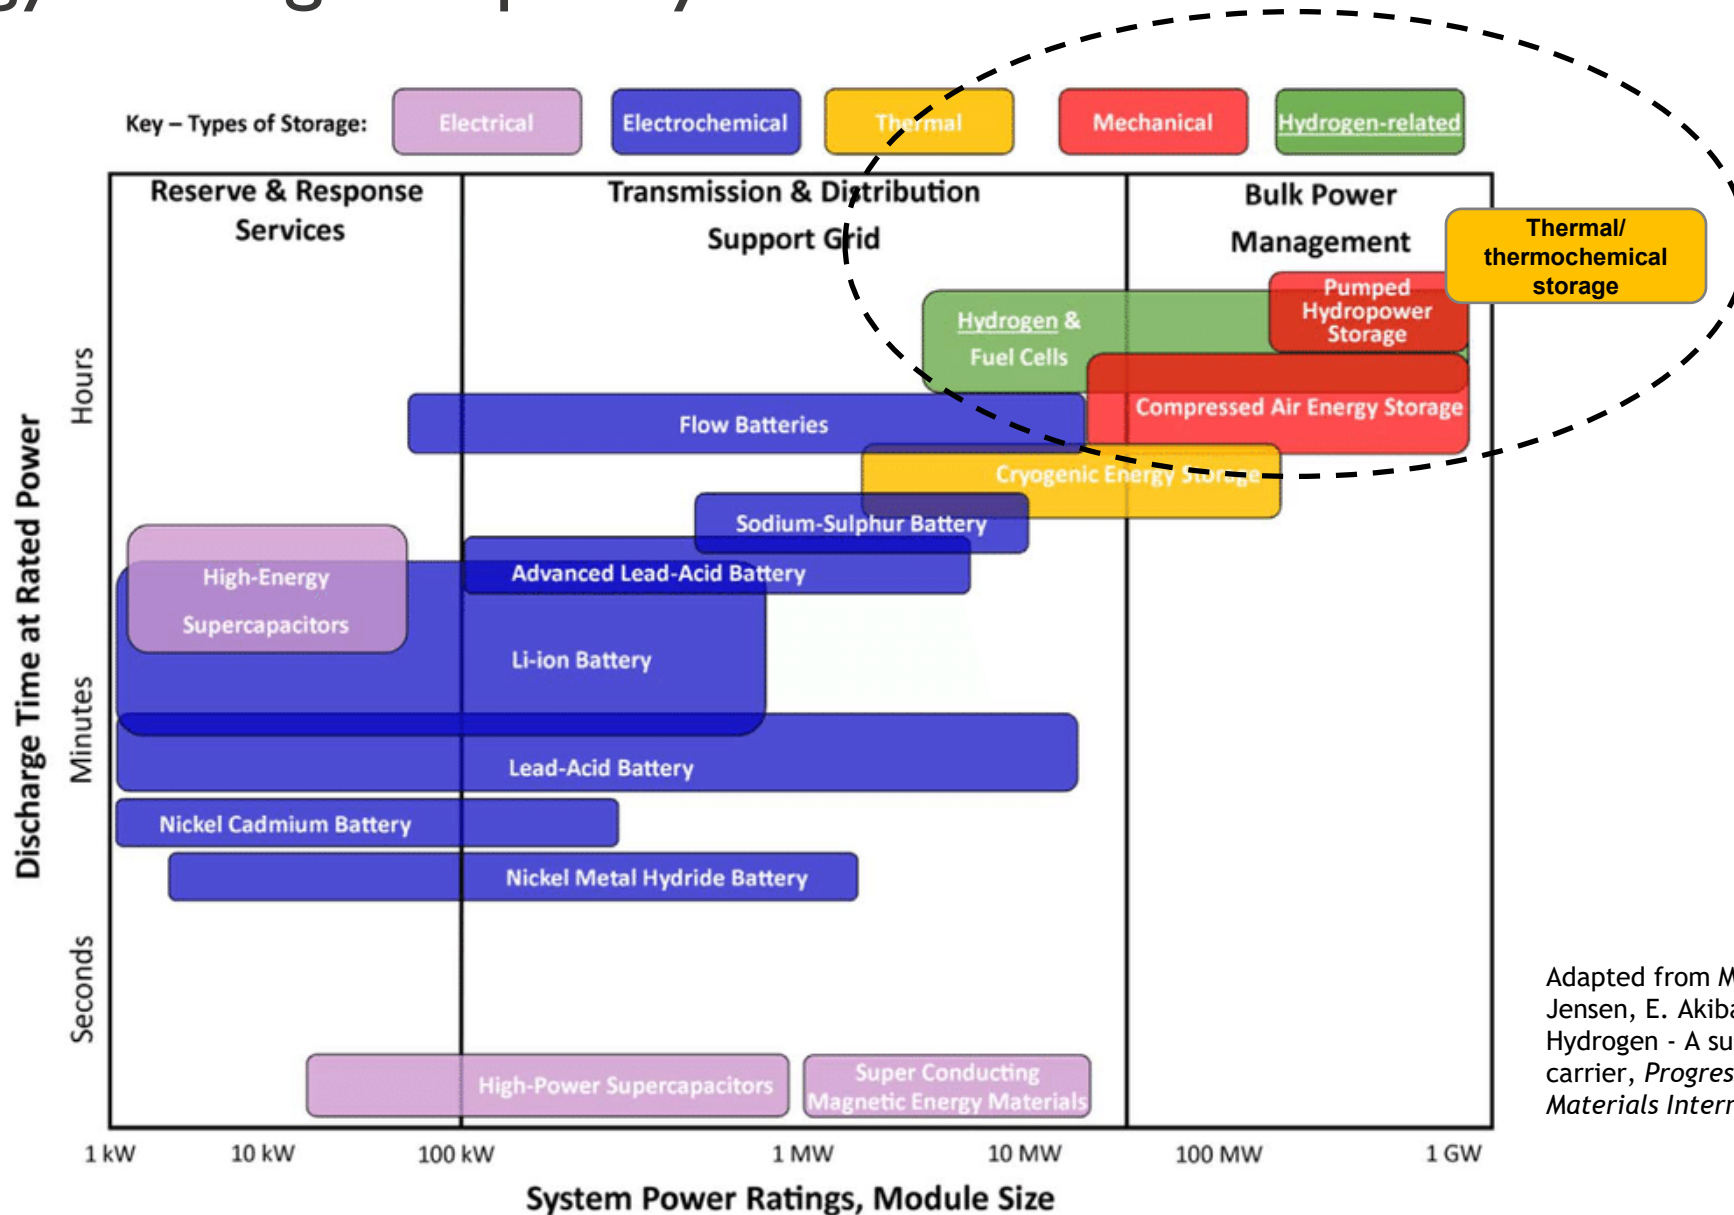 Key – Types of Storage:
Electrical
Electrochemical
Thermal
Mechanical
Hydrogen-related
Reserve & Response
Services
Transmission & Distribution
Support Grid
Bulk Power
Management
Thermal/
thermochemical
storage
Pumped
Hydropower
Storage
Hydrogen &
Fuel Cells
Compressed Air Energy Storage
Flow Batteries
Cryogenic Energy Storage
Sodium-Sulphur Battery
Advanced Lead-Acid Battery
High-Energy
Supercapacitors
Li-ion Battery
Lead-Acid Battery
Nickel Cadmium Battery
Nickel Metal Hydride Battery
High-Power Supercapacitors
Super Conducting
Magnetic Energy Materials
Discharge Time at Rated Power
Hours
Minutes
Seconds
1 kW
10 kW
100 kW
1 MW
10 MW
100 MW
1 GW
System Power Ratings, Module Size
Adapted from
Jensen, E. Akiba
Hydrogen - A
carrier,
Materials